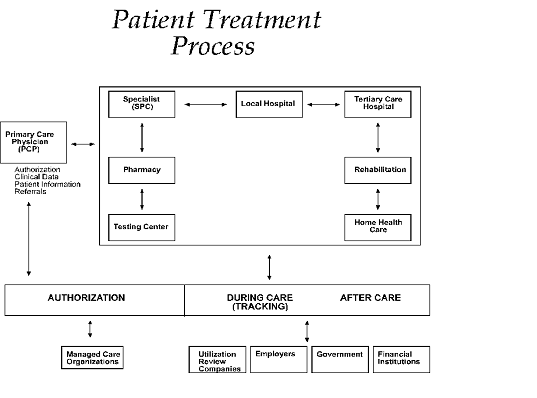 Patient Treatment
Process
Specialist
(SPC)
Local Hospital
Tertiary Care
Hospital
Primary Care
Physician
(PCP)
Authorization
Clinical Data
Patient Information
Referrals
Pharmacy
Rehabilitation
Testing Center
Home Health
Care
AUTHORIZATION
DURING CARE
(TRACKING)
AFTER CARE
Managed Care
Organizations
Utilization
Review
Companies
Employers
Government
Financial
Institutions